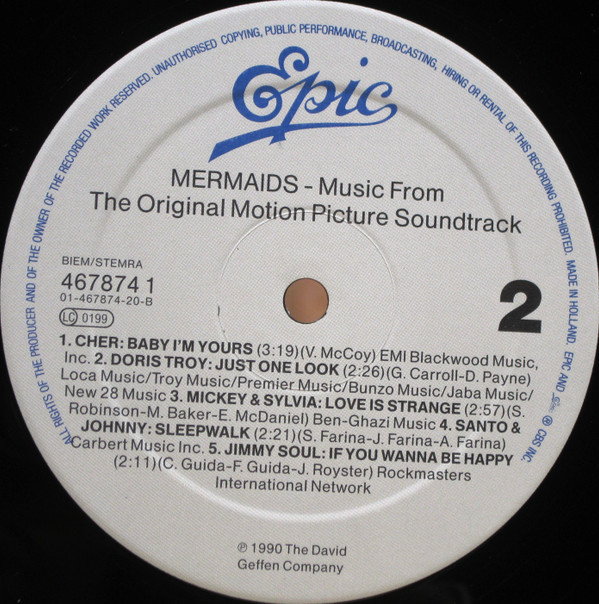 ALL RIGHTS OF THE PRODUCER AND OF THE OWNER OF THE RECORDED WORK RESERVED. UNAUTHORISED COPYING, PUBLIC PERFORMANCE, BROADCASTING, HIRING OR RENTAL OF THIS RECORDING PROHIBITED. MADE IN HOLLAND. EPIC AND ® CBS INC.
Epic
MERMAIDS - Music From
The Original Motion Picture Soundtrack
BIEM/STEMRA
467874 1
01-467874-20-B
LC 0199
2
1. CHER: BABY I'M YOURS (3:19)(V. McCoy) EMI Blackwood Music,
Inc. 2. DORIS TROY: JUST ONE LOOK (2:26)(G. Carroll-D. Payne)
Loca Music/Troy Music/Premier Music/Bunzo Music/Jaba Music/
New 28 Music 3. MICKEY & SYLVIA: LOVE IS STRANGE (2:57)(S.
Robinson-M. Baker-E. McDaniel) Ben-Ghazi Music 4. SANTO &
JOHNNY: SLEEPWALK (2:21)(S. Farina-J. Farina-A. Farina)
Carbert Music Inc. 5. JIMMY SOUL: IF YOU WANNA BE HAPPY
(2:11)(C. Guida-F. Guida-J. Royster) Rockmasters
International Network
℗ 1990 The David
Geffen Company